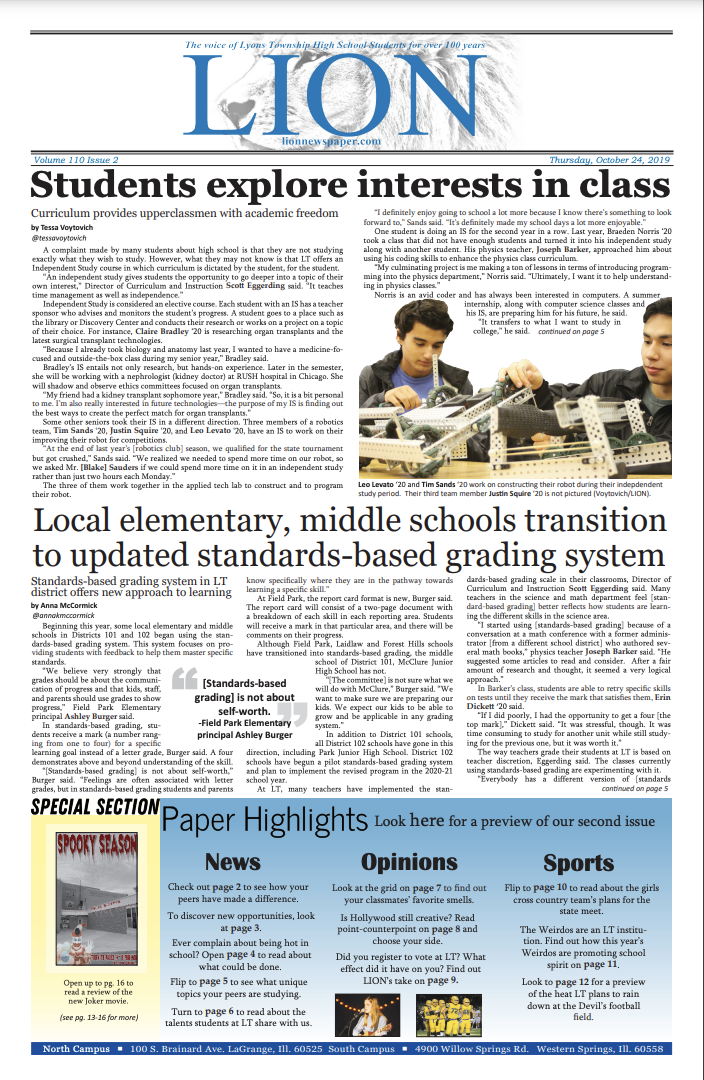 The voice of Lyons Township High School Students for over 100 years
LION
lionnewspaper.com
Volume 110 Issue 2
Thursday, October 24, 2019
Students explore interests in class
Curriculum provides upperclassmen with academic freedom
by Tessa Voytovich
@tessavoytovich
A complaint made by many students about high school is that they are not studying
exactly what they wish to study. However, what they may not know is that LT offers an
Independent Study course in which curriculum is dictated by the student, for the student.
"An independent study gives students the opportunity to go deeper into a topic of their
own interest," Director of Curriculum and Instruction Scott Eggerding said. "It teaches
time management as well as independence."
Independent Study is considered an elective course. Each student with an IS has a teacher
sponsor who advises and monitors the student's progress. A student goes to a place such as
the library or Discovery Center and conducts their research or works on a project on a topic
of their choice. For instance, Claire Bradley '20 is researching organ transplants and the
latest surgical transplant technologies.
"Because I already took biology and anatomy last year, I wanted to have a medicine-fo-
cused and outside-the-box class during my senior year," Bradley said.
Bradley's IS entails not only research, but hands-on experience. Later in the semester,
she will be working with a nephrologist (kidney doctor) at RUSH hospital in Chicago. She
will shadow and observe ethics committees focused on organ transplants.
"My friend had a kidney transplant sophomore year," Bradley said. "So, it is a bit personal
to me. I'm also really interested in future technologies—the purpose of my IS is finding out
the best ways to create the perfect match for organ transplants."
Some other seniors took their IS in a different direction. Three members of a robotics
team, Tim Sands '20, Justin Squire '20, and Leo Levato '20, have an IS to work on their
improving their robot for competitions.
"At the end of last year's [robotics club] season, we qualified for the state tournament
but got crushed," Sands said. "We realized we needed to spend more time on our robot, so
we asked Mr. [Blake] Sauders if we could spend more time on it in an independent study
rather than just two hours each Monday."
The three of them work together in the applied tech lab to construct and to program
their robot.
"I definitely enjoy going to school a lot more because I know there's something to look
forward to," Sands said. "It's definitely made my school days a lot more enjoyable."
One student is doing an IS for the second year in a row. Last year, Braeden Norris '20
took a class that did not have enough students and turned it into his independent study
along with another student. His physics teacher, Joseph Barker, approached him about
using his coding skills to enhance the physics class curriculum.
"My culminating project is me making a ton of lessons in terms of introducing program-
ming into the physics department," Norris said. "Ultimately, I want it to help understand-
ing in physics classes."
Norris is an avid coder and has always been interested in computers. A summer
internship, along with computer science classes and
his IS, are preparing him for his future, he said.
"It transfers to what I want to study in
college," he said. continued on page 5
Leo Levato '20 and Tim Sands '20 work on constructing their robot during their indepdendent
study period. Their third team member Justin Squire '20 is not pictured (Voytovich/LION).
Local elementary, middle schools transition
to updated standards-based grading system
Standards-based grading system in LT
district offers new approach to learning
by Anna McCormick
@annakmccormick
Beginning this year, some local elementary and middle
schools in Districts 101 and 102 began using the stan-
dards-based grading system. This system focuses on pro-
viding students with feedback to help them master specific
standards.
"We believe very strongly that
grades should be about the communi-
cation of progress and that kids, staff,
and parents should use grades to show
progress," Field Park Elementary
principal Ashley Burger said.
In standards-based grading, stu-
dents receive a mark (a number rang-
ing from one to four) for a specific
learning goal instead of a letter grade, Burger said. A four
demonstrates above and beyond understanding of the skill.
"[Standards-based grading] is not about self-worth,"
Burger said. "Feelings are often associated with letter
grades, but in standards-based grading students and parents
[Standards-based
grading] is not about
self-worth.
-Field Park Elementary
principal Ashley Burger
know specifically where they are in the pathway towards
learning a specific skill."
At Field Park, the report card format is new, Burger said.
The report card will consist of a two-page document with
a breakdown of each skill in each reporting area. Students
will receive a mark in that particular area, and there will be
comments on their progress.
Although Field Park, Laidlaw and Forest Hills schools
have transitioned into standards-based grading, the middle
school of District 101, McClure Junior
High School has not.
"[The committee] is not sure what we
will do with McClure," Burger said. "We
want to make sure we are preparing our
kids. We expect our kids to be able to
grow and be applicable in any grading
system."
In addition to District 101 schools,
all District 102 schools have gone in this
direction, including Park Junior High School. District 102
schools have begun a pilot standards-based grading system
and plan to implement the revised program in the 2020-21
school year.
At LT, many teachers have implemented the stan-
dards-based grading scale in their classrooms, Director of
Curriculum and Instruction Scott Eggerding said. Many
teachers in the science and math department feel [stan-
dard-based grading] better reflects how students are learn-
ing the different skills in the science area.
"I started using [standards-based grading] because of a
conversation at a math conference with a former adminis-
trator [from a different school district] who authored sev-
eral math books," physics teacher Joseph Barker said. "He
suggested some articles to read and consider. After a fair
amount of research and thought, it seemed a very logical
approach."
In Barker's class, students are able to retry specific skills
on tests until they receive the mark that satisfies them, Erin
Dickett '20 said.
"If I did poorly, I had the opportunity to get a four [the
top mark]," Dickett said. "It was stressful, though. It was
time consuming to study for another unit while still study-
ing for the previous one, but it was worth it."
The way teachers grade their students at LT is based on
teacher discretion, Eggerding said. The classes currently
using standards-based grading are experimenting with it.
"Everybody has a different version of [standards
continued on page 5
SPECIAL SECTION
SPOOKY SEASON
Open up to pg. 16 to
read a review of the
new Joker movie.
(see pg. 13-16 for more)
Paper Highlights Look here for a preview of our second issue
News
Check out page 2 to see how your
peers have made a difference.
To discover new opportunities, look
at page 3.
Ever complain about being hot in
school? Open page 4 to read about
what could be done.
Flip to page 5 to see what unique
topics your peers are studying.
Turn to page 6 to read about the
talents students at LT share with us.
Opinions
Look at the grid on page 7 to find out
your classmates' favorite smells.
Is Hollywood still creative? Read
point-counterpoint on page 8 and
choose your side.
Did you register to vote at LT? What
effect did it have on you? Find out
LION's take on page 9.
Sports
Flip to page 10 to read about the girls
cross country team's plans for the
state meet.
The Weirdos are an LT institu-
tion. Find out how this year's
Weirdos are promoting school
spirit on page 11.
Look to page 12 for a preview
of the heat LT plans to rain
down at the Devil's football
field.
North Campus ■ 100 S. Brainard Ave. LaGrange, Ill. 60525 South Campus ■ 4900 Willow Springs Rd. Western Springs, Ill. 60558